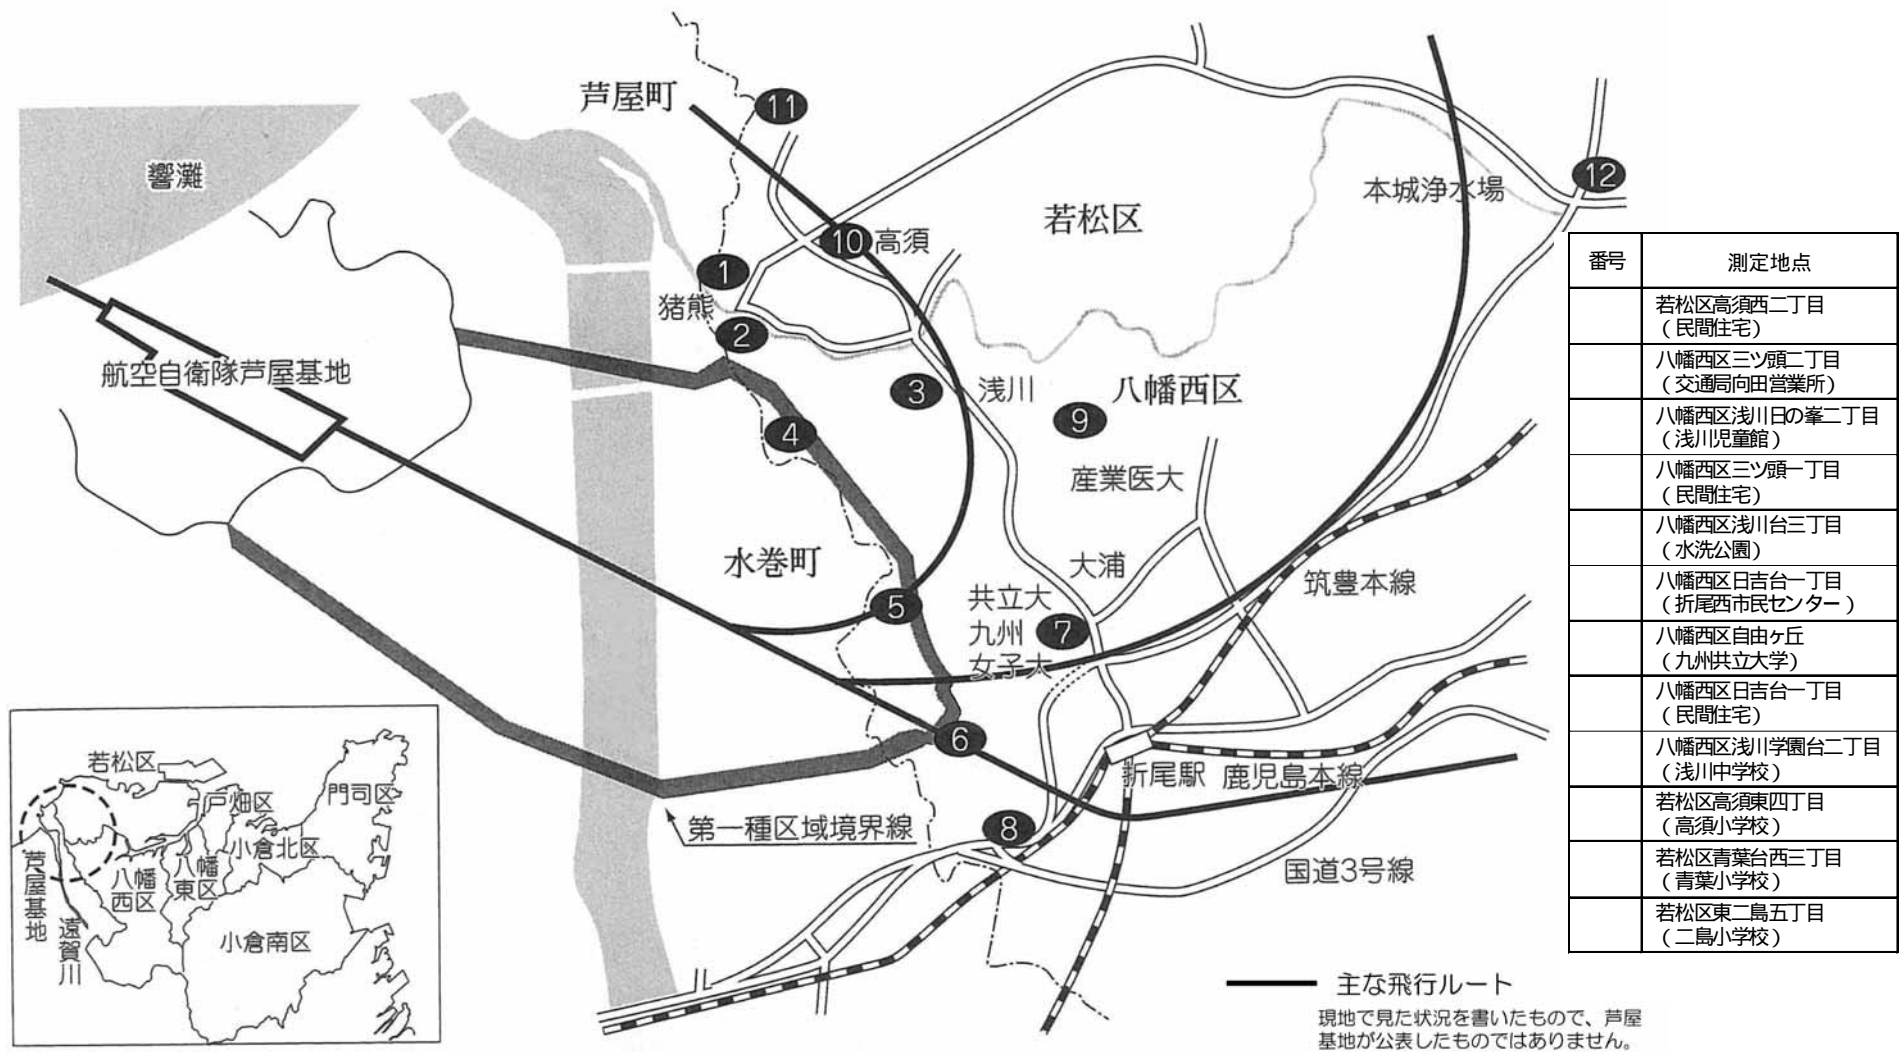 芦屋町
11
響灘
若松区
本城浄水場
12
10
高須
1
猪熊
2
航空自衛隊芦屋基地
3
浅川
八幡西区
9
4
産業医大
水巻町
大浦
共立大
九州
女子大
5
7
筑豊本線
6
折尾駅
鹿児島本線
第一種区域境界線
8
国道3号線
若松区
戸畑区
門司区
小倉北区
八幡
東区
八幡
西区
芦屋基地
遠賀川
小倉南区
番号
測定地点
若松区高須西二丁目
(民間住宅)
八幡西区三ツ頭二丁目
(交通局向田営業所)
八幡西区浅川日の峯二丁目
(浅川児童館)
八幡西区三ツ頭一丁目
(民間住宅)
八幡西区浅川台三丁目
(水洗公園)
八幡西区日吉台一丁目
(折尾西市民センター)
八幡西区自由ヶ丘
(九州共立大学)
八幡西区日吉台一丁目
(民間住宅)
八幡西区浅川学園台二丁目
(浅川中学校)
若松区高須東四丁目
(高須小学校)
若松区青葉台西三丁目
(青葉小学校)
若松区東二島五丁目
(二島小学校)
主な飛行ルート
現地で見た状況を書いたもので、芦屋
基地が公表したものではありません。